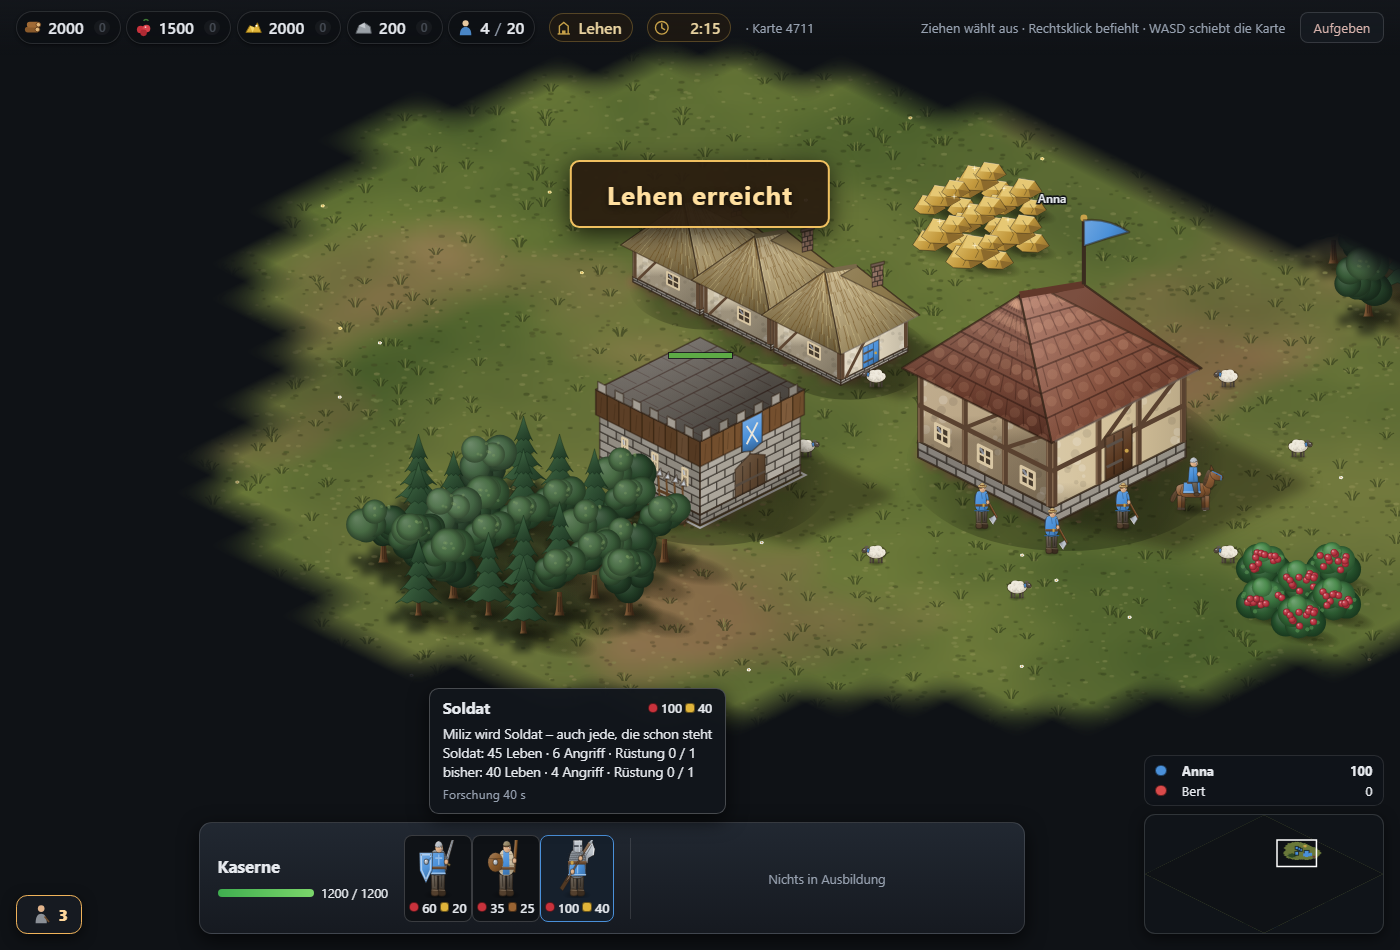 2000 0 1500 0 2000 0 200 0 4 / 20 Lehen 2:15 · Karte 4711 Ziehen wählt aus · Rechtsklick befiehlt · WASD schiebt die Karte Aufgeben
Lehen erreicht
Anna
Soldat 100 40
Miliz wird Soldat – auch jede, die schon steht
Soldat: 45 Leben · 6 Angriff · Rüstung 0 / 1
bisher: 40 Leben · 4 Angriff · Rüstung 0 / 1
Forschung 40 s
Anna 100
Bert 0
Kaserne
1200 / 1200
60 20 35 25 100 40
Nichts in Ausbildung
3